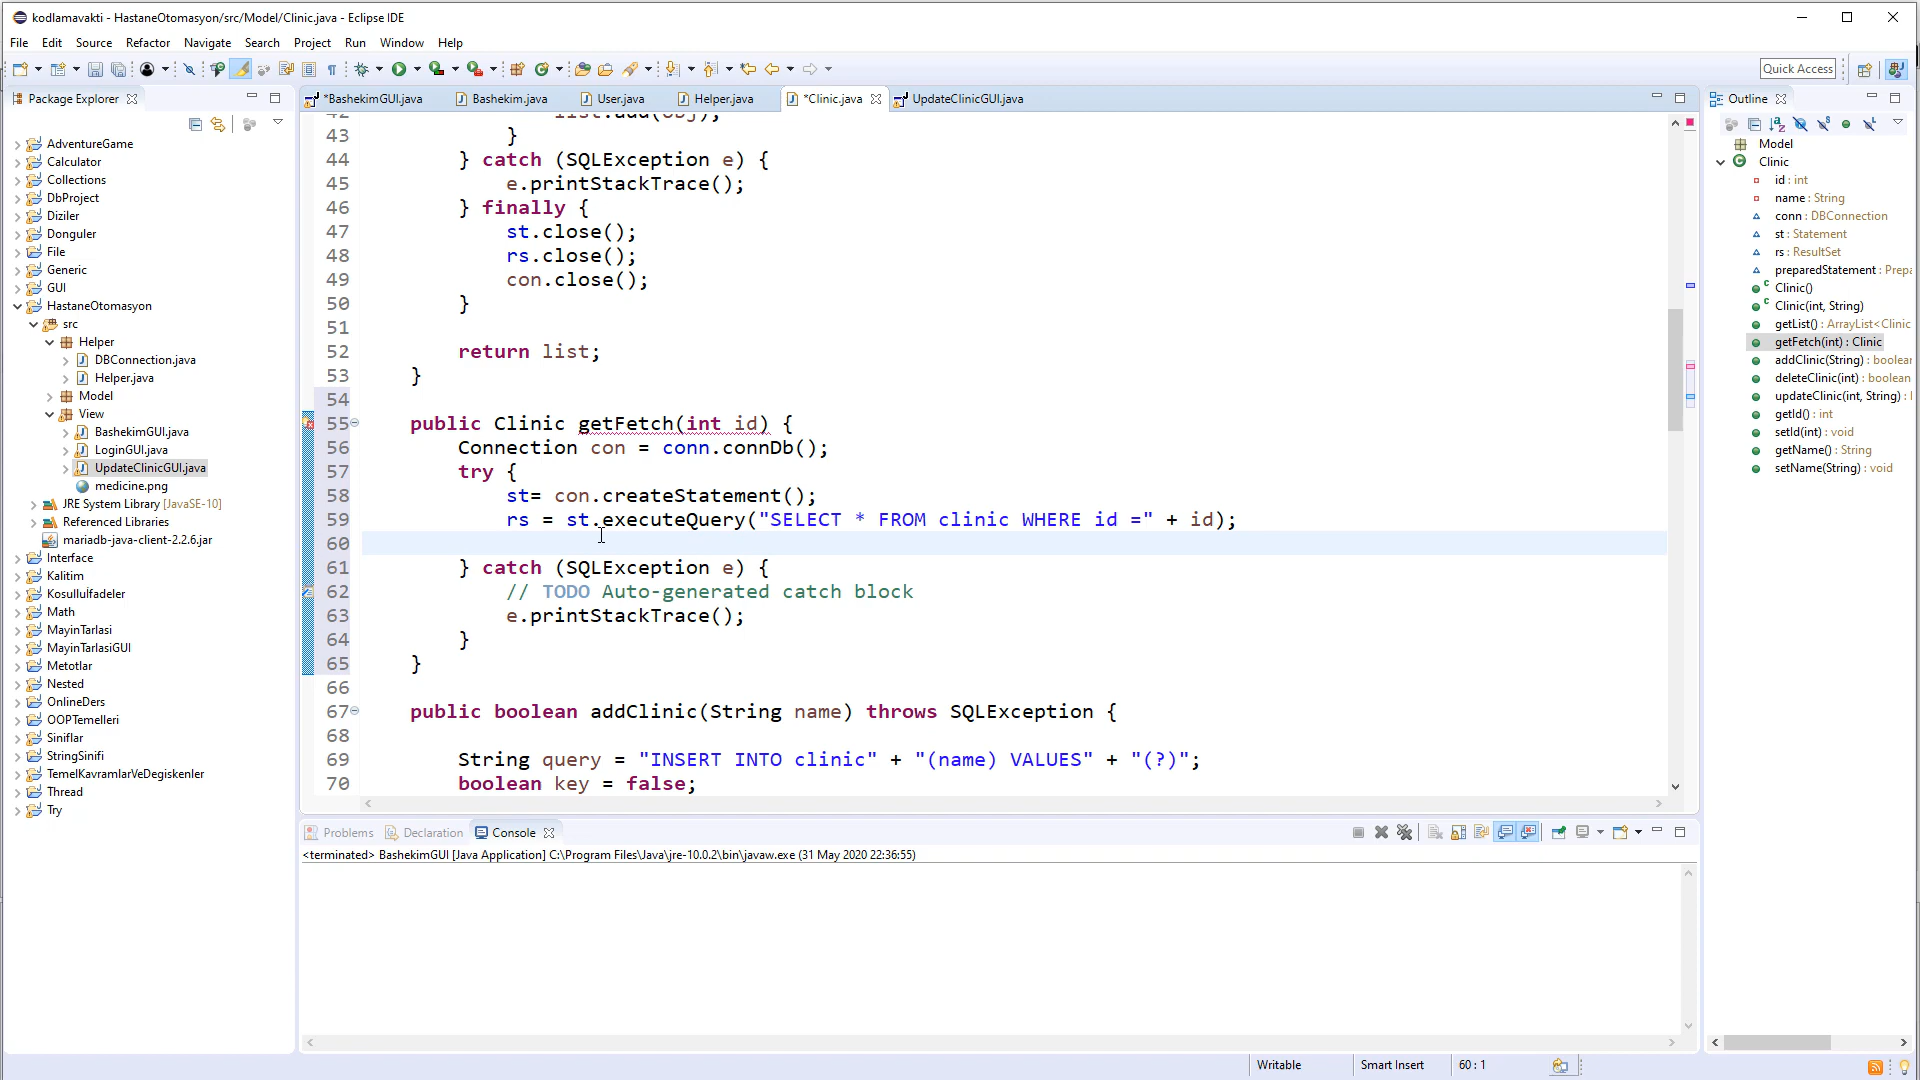 kodlamavakti - HastaneOtomasyon/src/Model/Clinic.java - Eclipse IDE
File Edit Source Refactor Navigate Search Project Run Window Help
Quick Access
Package Explorer
*BashekimGUI.java Bashekim.java User.java Helper.java *Clinic.java UpdateClinicGUI.java
Outline
AdventureGame
Calculator
Collections
DbProject
Diziler
Donguler
File
Generic
GUI
HastaneOtomasyon
src
Helper
DBConnection.java
Helper.java
Model
View
BashekimGUI.java
LoginGUI.java
UpdateClinicGUI.java
medicine.png
JRE System Library [JavaSE-10]
Referenced Libraries
mariadb-java-client-2.2.6.jar
Interface
Kalitim
KosulluIfadeler
Math
MayinTarlasi
MayinTarlasiGUI
Metotlar
Nested
OnlineDers
OOPTemelleri
Siniflar
StringSinifi
TemelKavramlarVeDegiskenler
Thread
Try
42 list.add(obj);
43 }
44 } catch (SQLException e) {
45 e.printStackTrace();
46 } finally {
47 st.close();
48 rs.close();
49 con.close();
50 }
51
52 return list;
53 }
54
55 public Clinic getFetch(int id) {
56 Connection con = conn.connDb();
57 try {
58 st= con.createStatement();
59 rs = st.executeQuery("SELECT * FROM clinic WHERE id =" + id);
60
61 } catch (SQLException e) {
62 // TODO Auto-generated catch block
63 e.printStackTrace();
64 }
65 }
66
67 public boolean addClinic(String name) throws SQLException {
68
69 String query = "INSERT INTO clinic" + "(name) VALUES" + "(?)";
70 boolean key = false;
Model
Clinic
id : int
name : String
conn : DBConnection
st : Statement
rs : ResultSet
preparedStatement : Prepa
Clinic()
Clinic(int, String)
getList() : ArrayList<Clinic
getFetch(int) : Clinic
addClinic(String) : boolean
deleteClinic(int) : boolean
updateClinic(int, String) :
getId() : int
setId(int) : void
getName() : String
setName(String) : void
Problems Declaration Console
<terminated> BashekimGUI [Java Application] C:\Program Files\Java\jre-10.0.2\bin\javaw.exe (31 May 2020 22:36:55)
Writable Smart Insert 60 : 1